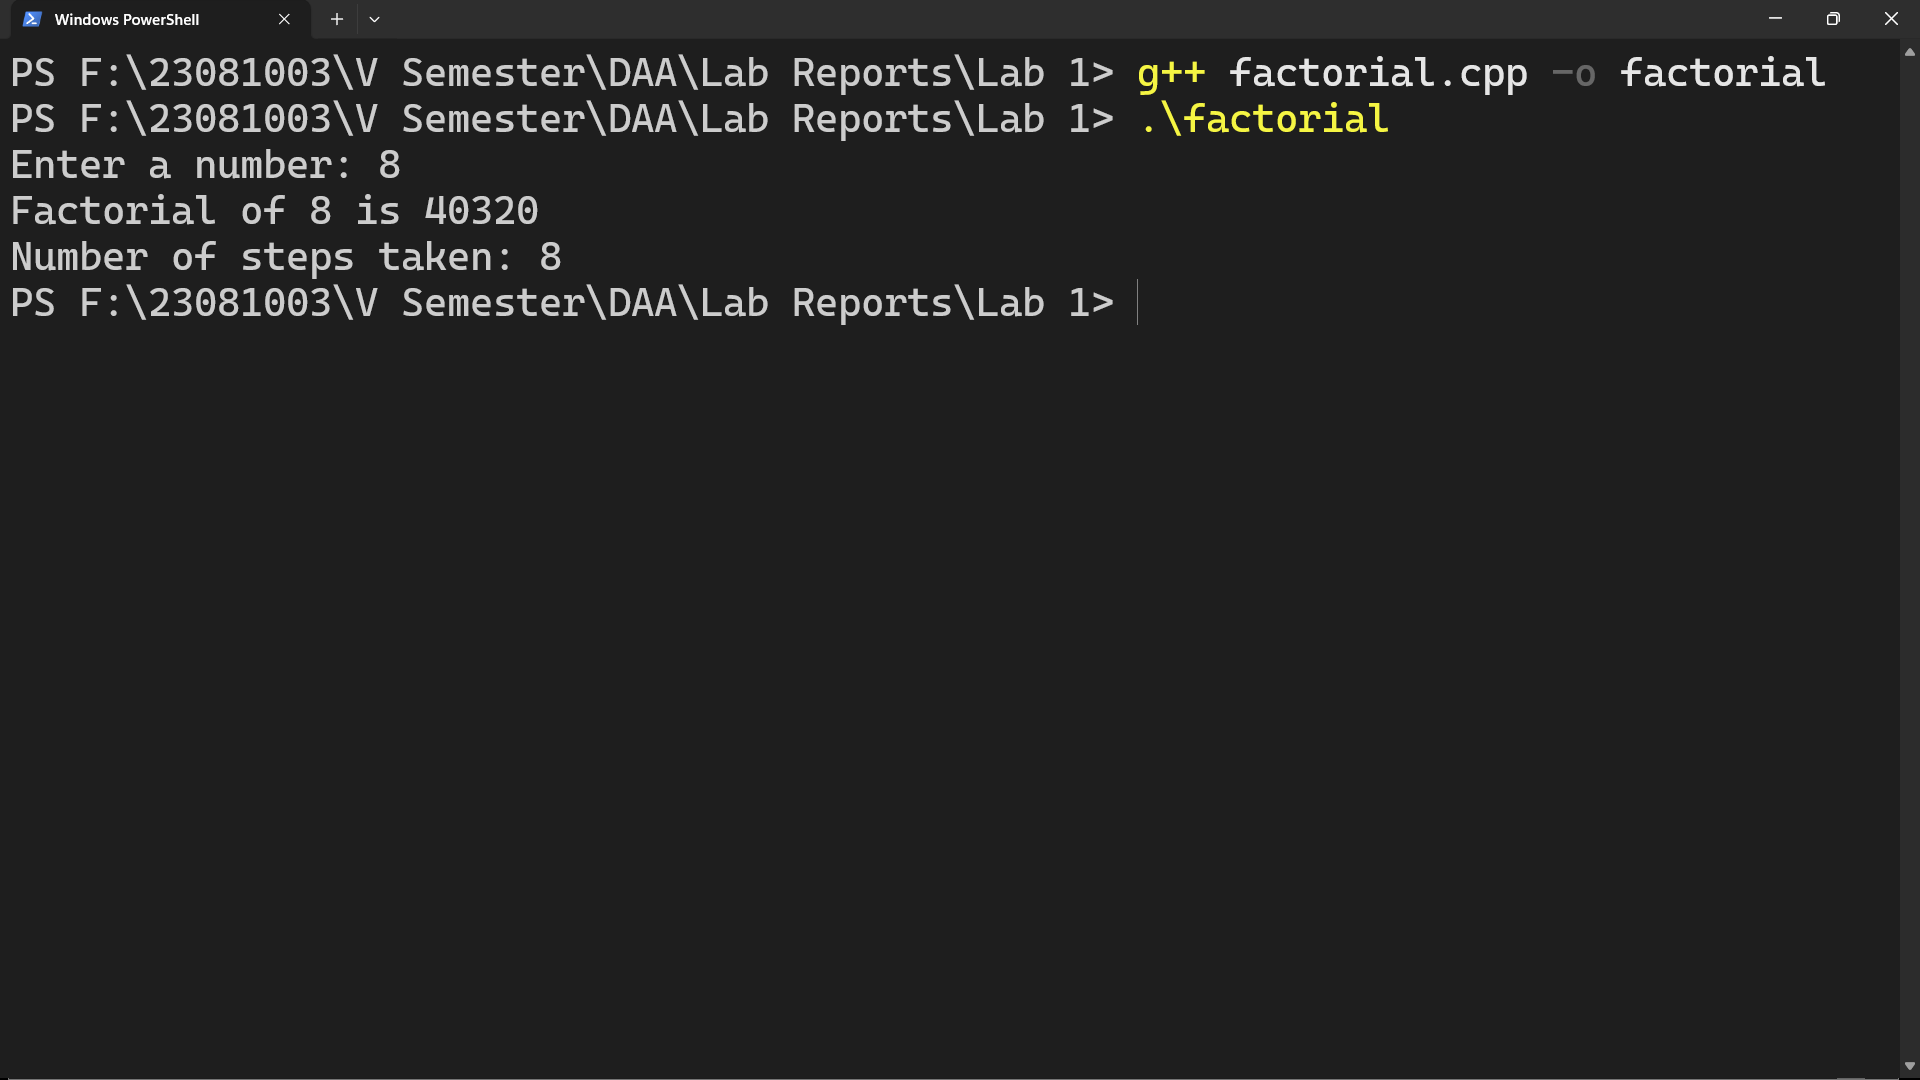 Windows PowerShell
PS F:\23081003\V Semester\DAA\Lab Reports\Lab 1> g++ factorial.cpp -o factorial
PS F:\23081003\V Semester\DAA\Lab Reports\Lab 1> .\factorial
Enter a number: 8
Factorial of 8 is 40320
Number of steps taken: 8
PS F:\23081003\V Semester\DAA\Lab Reports\Lab 1>